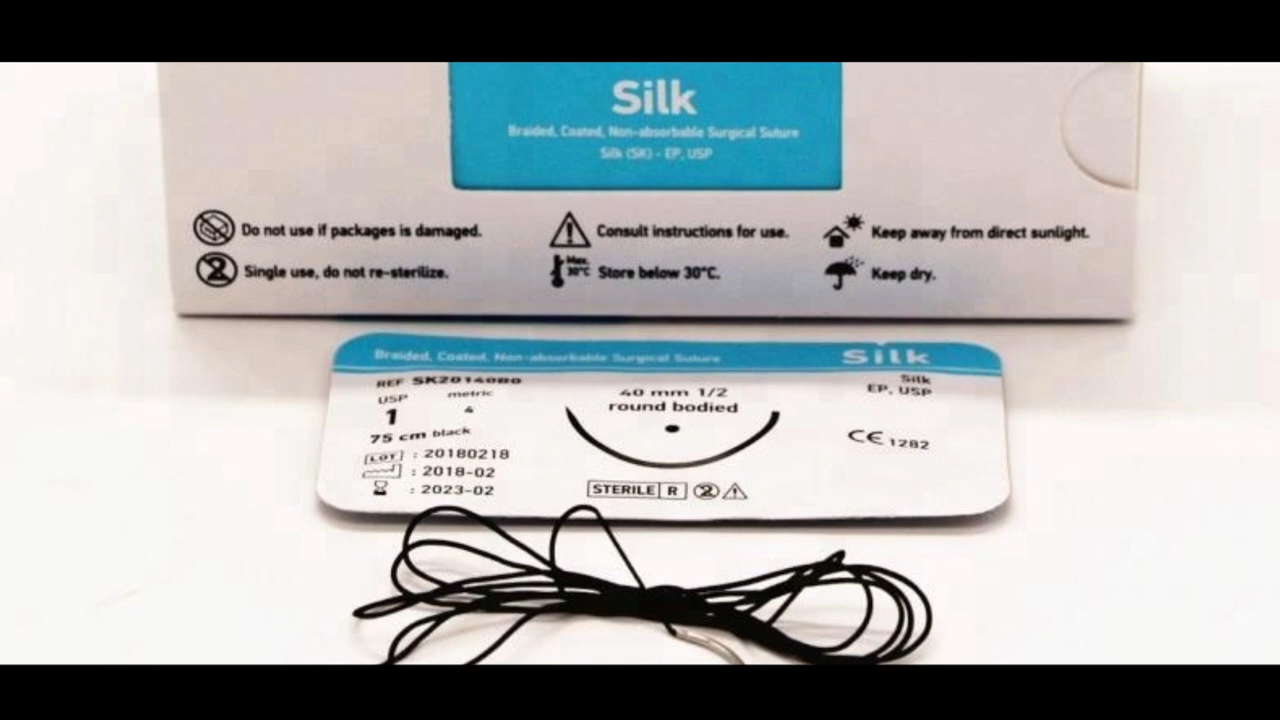 Silk
Braided, Coated, Non-absorbable Surgical Suture
Silk (SK) - EP, USP
Do not use if packages is damaged.
Consult instructions for use.
Keep away from direct sunlight.
Single use, do not re-sterilize.
Max. 30°C
Store below 30°C.
Keep dry.
Braided, Coated, Non-absorbable Surgical Suture
Silk
REF SK2014080
USP metric
1 4
75 cm black
LOT : 20180218
: 2018-02
: 2023-02
40 mm 1/2
round bodied
STERILE R 2
Silk
EP, USP
CE 1282